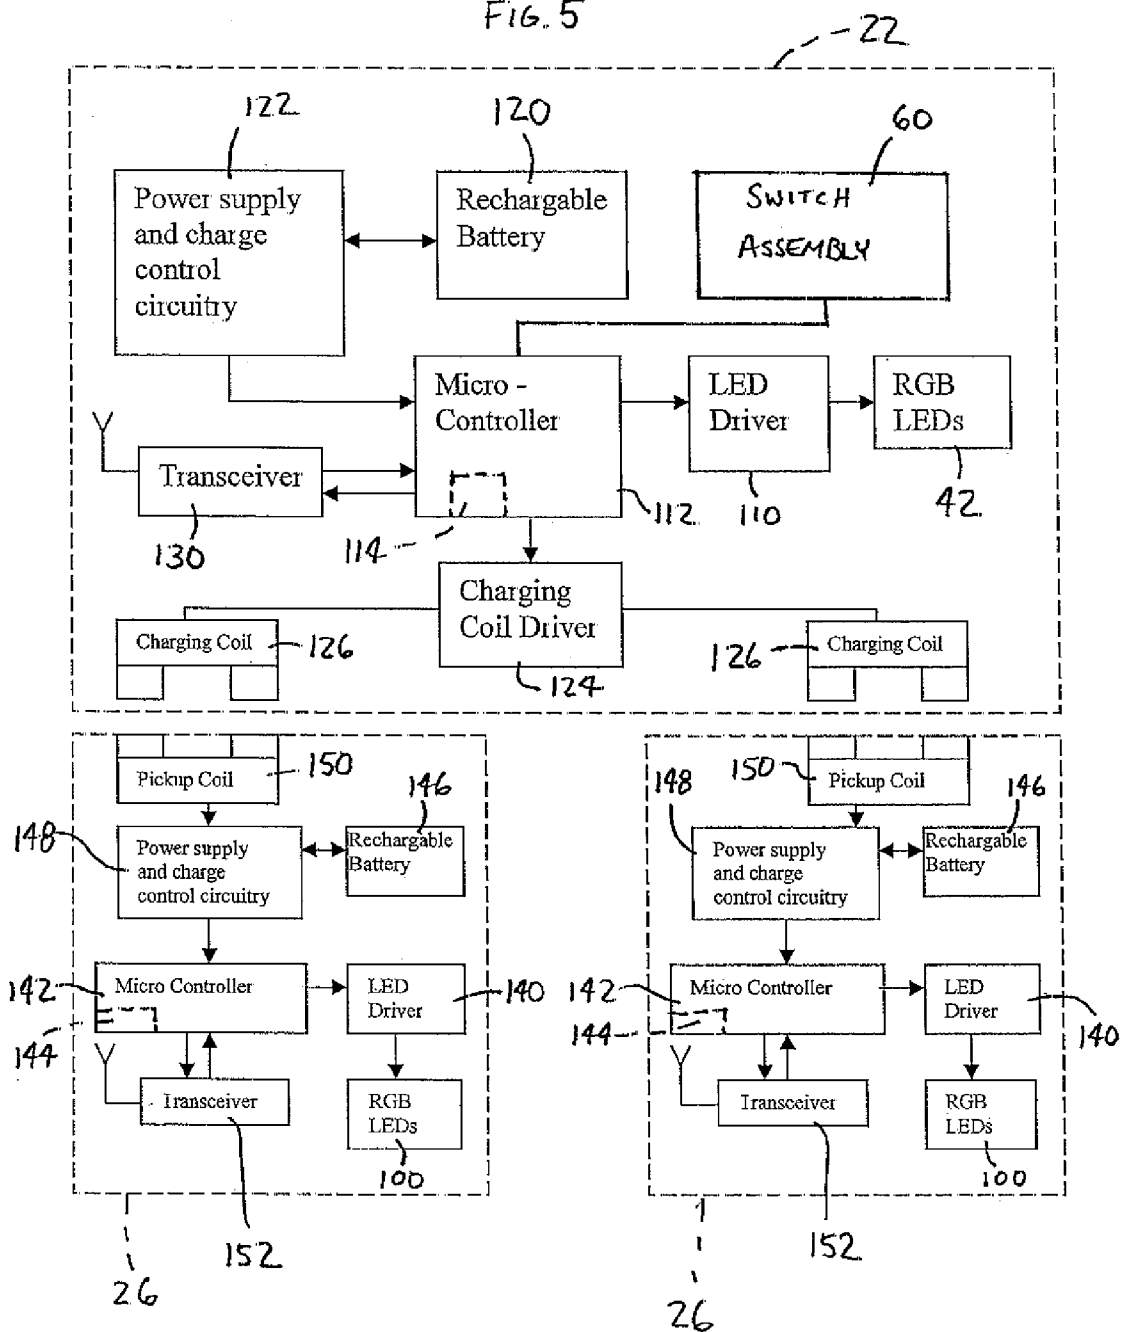 FIG. 5
22
122
120
60
Power supply
and charge
control
circuitry
Rechargable
Battery
SWITCH
ASSEMBLY
Micro -
Controller
LED
Driver
RGB
LEDs
Transceiver
130
114
112
110
42
Charging
Coil Driver
Charging Coil
126
124
126
Charging Coil
Pickup Coil
150
146
148
Power supply
and charge
control circuitry
Rechargable
Battery
142
Micro Controller
144
LED
Driver
140
Transceiver
RGB
LEDs
100
152
26
150
Pickup Coil
146
148
Power supply
and charge
control circuitry
Rechargable
Battery
142
Micro Controller
144
LED
Driver
140
Transceiver
RGB
LEDs
100
152
26